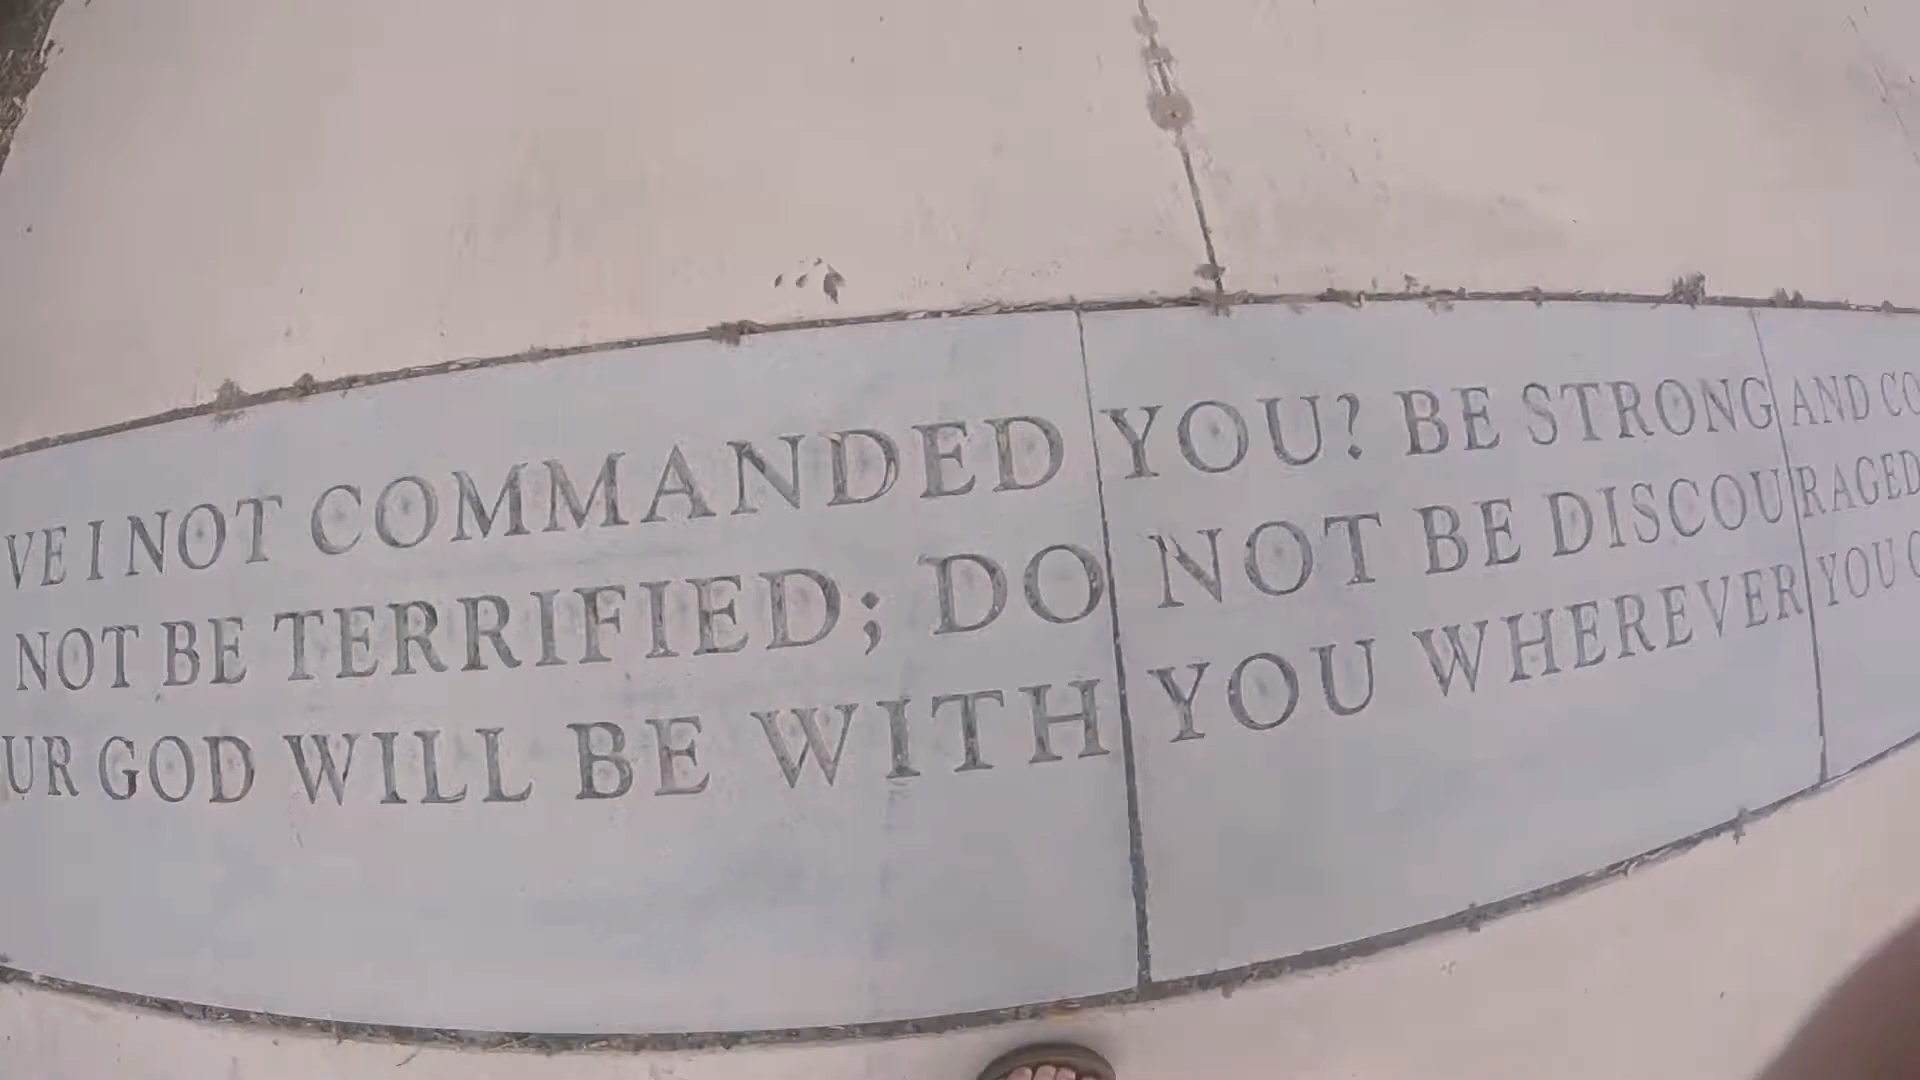 VE I NOT COMMANDED YOU? BE STRONG AND CO
NOT BE TERRIFIED; DO NOT BE DISCOURAGED
UR GOD WILL BE WITH YOU WHEREVER YOU G